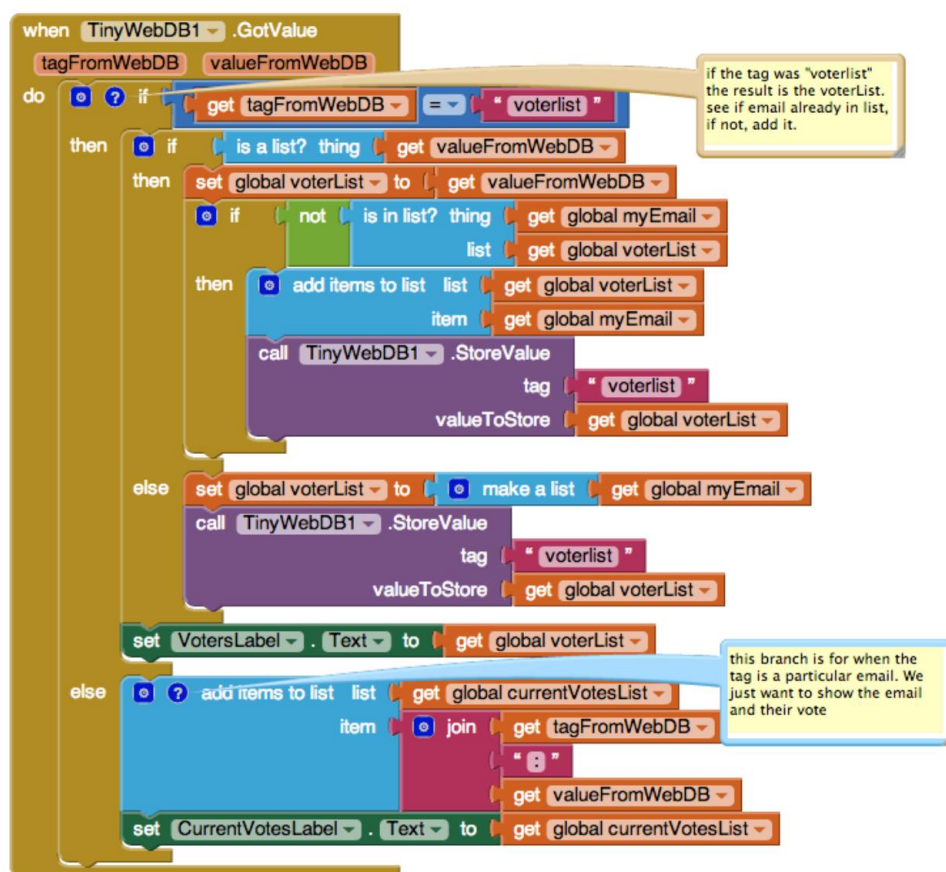 when TinyWebDB1 .GotValue
tagFromWebDB valueFromWebDB
do ? if get tagFromWebDB = " voterlist "
if the tag was "voterlist"
the result is the voterList.
see if email already in list,
if not, add it.
then if is a list? thing get valueFromWebDB
then set global voterList to get valueFromWebDB
if not is in list? thing get global myEmail
list get global voterList
then add items to list list get global voterList
item get global myEmail
call TinyWebDB1 .StoreValue
tag " voterlist "
valueToStore get global voterList
else set global voterList to make a list get global myEmail
call TinyWebDB1 .StoreValue
tag " voterlist "
valueToStore get global voterList
set VotersLabel . Text to get global voterList
this branch is for when the
tag is a particular email. We
just want to show the email
and their vote
else ? add items to list list get global currentVotesList
item join get tagFromWebDB
" : "
get valueFromWebDB
set CurrentVotesLabel . Text to get global currentVotesList